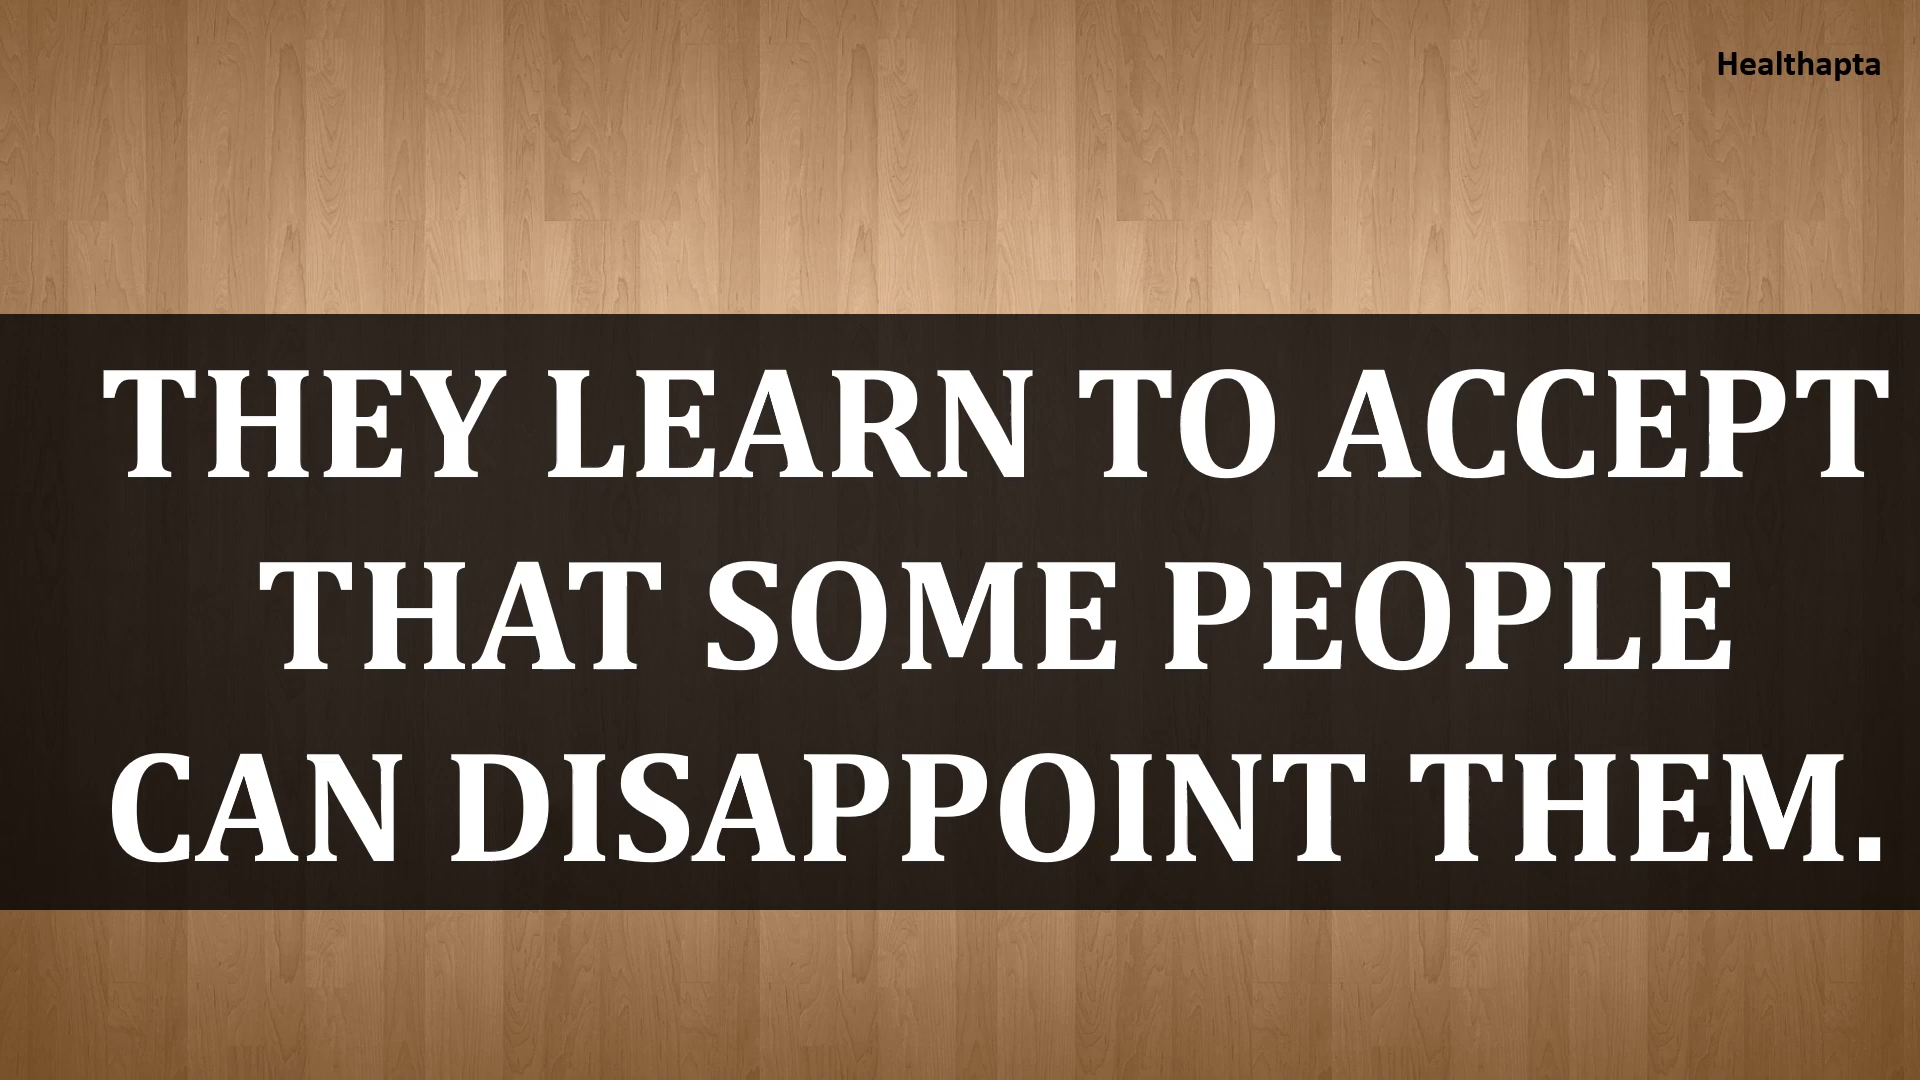 Healthapta
THEY LEARN TO ACCEPT
THAT SOME PEOPLE
CAN DISAPPOINT THEM.